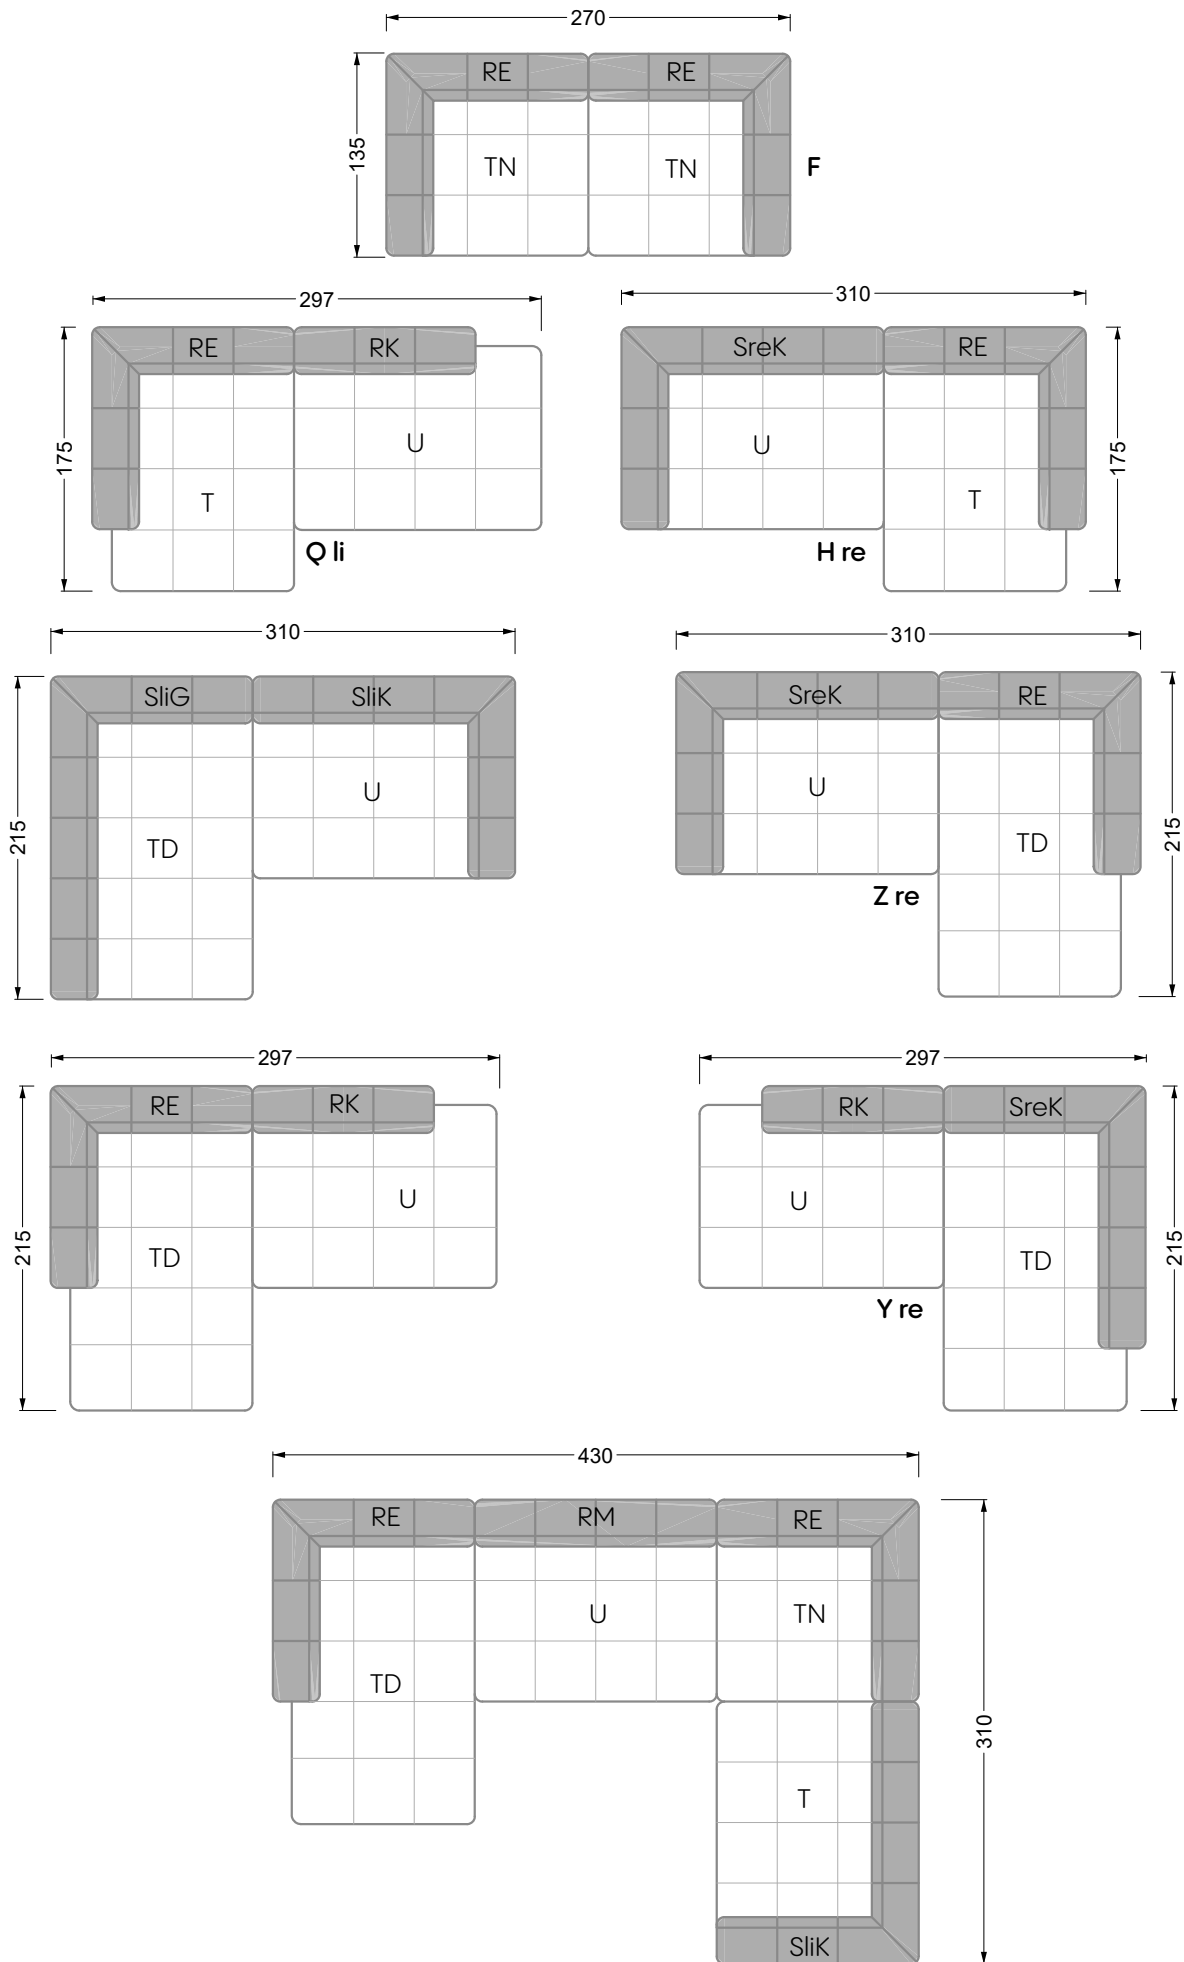 270
RE RE
135
TN TN
F
297
RE RK
175
U
T
Q li
310
SreK RE
U
T
175
H re
310
SliG SliK
215
U
TD
310
SreK RE
U
TD
215
Z re
297
RE RK
U
215
TD
297
RK SreK
U
TD
215
Y re
430
RE RM RE
U TN
TD
310
T
SliK